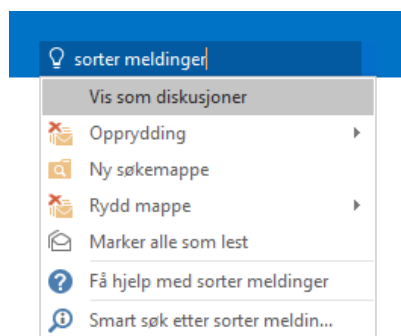 sorter meldinger
Vis som diskusjoner
Opprydding
Ny søkemappe
Rydd mappe
Marker alle som lest
Få hjelp med sorter meldinger
Smart søk etter sorter meldin...